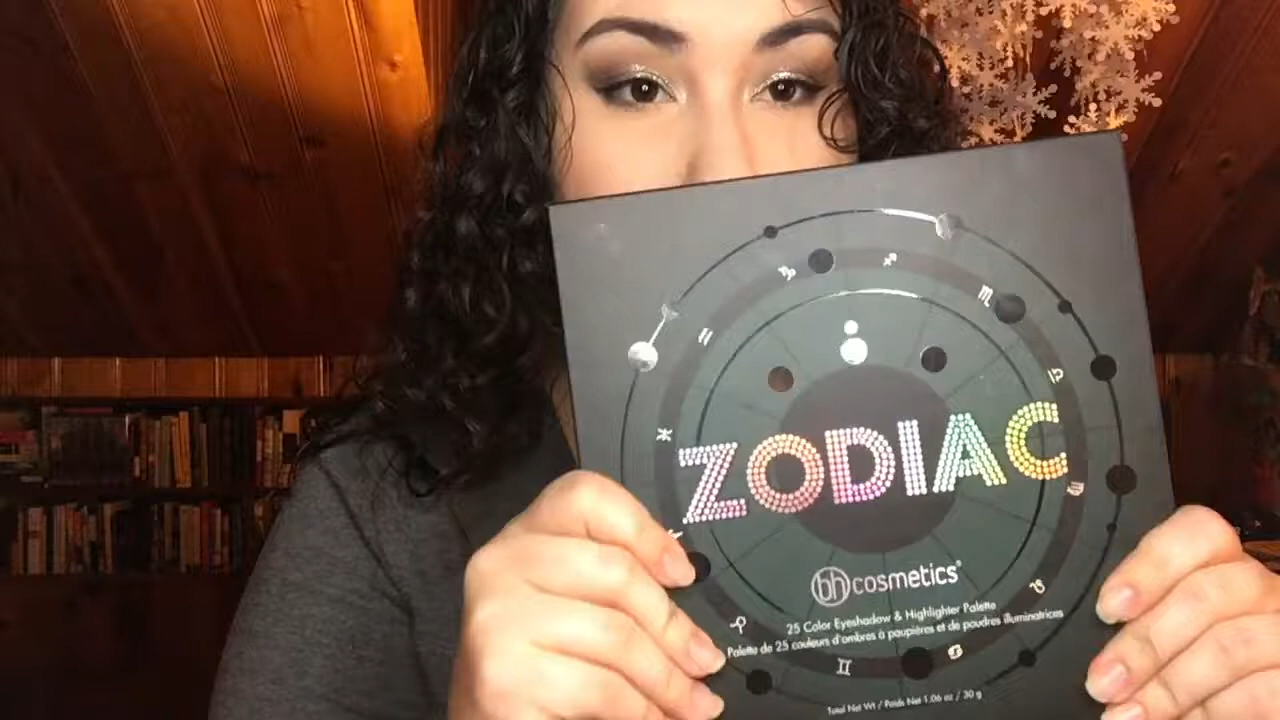 ZODIAC
bh cosmetics®
25 Color Eyeshadow & Highlighter Palette
Palette de 25 couleurs d'ombres à paupières et de poudres illuminatrices
Total Net Wt / Poids Net 1.06 oz / 30 g